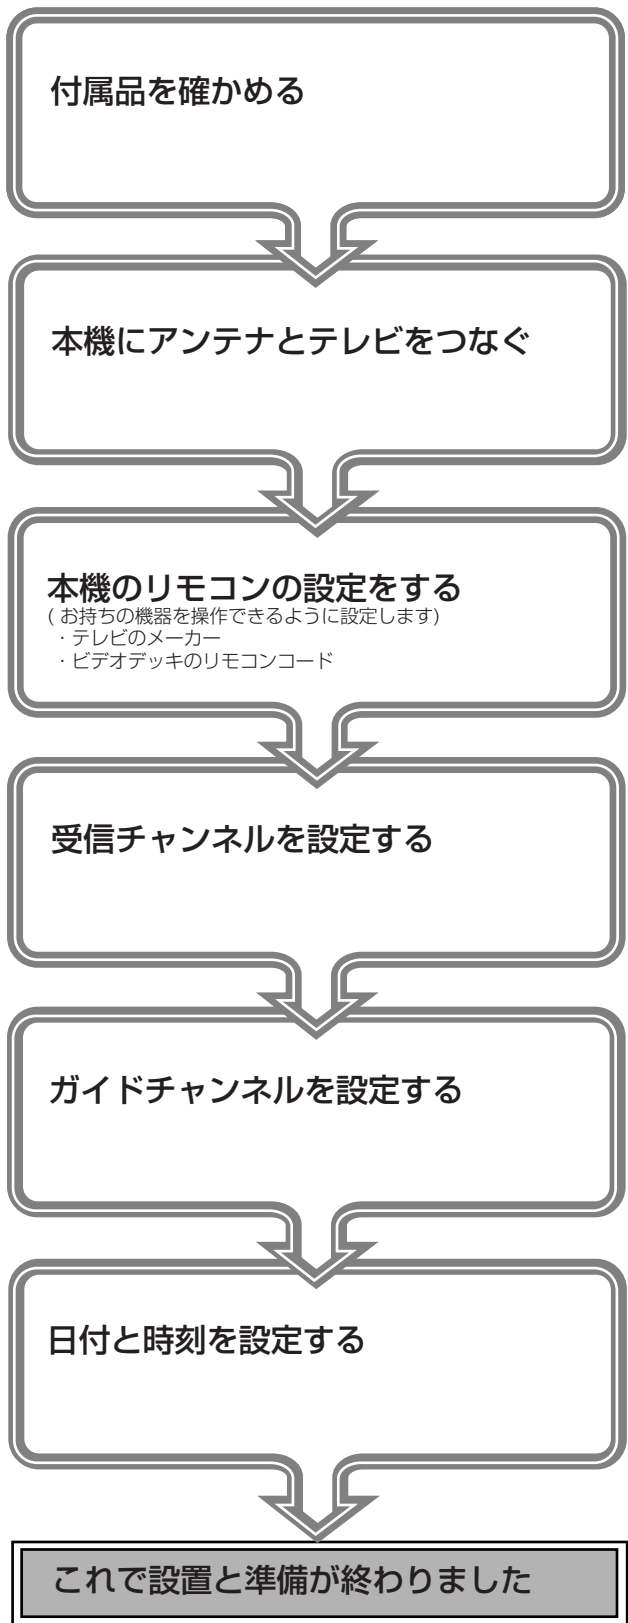 付属品を確かめる
本機にアンテナとテレビをつなぐ
本機のリモコンの設定をする
( お持ちの機器を操作できるように設定します)
・テレビのメーカー
・ビデオデッキのリモコンコード
受信チャンネルを設定する
ガイドチャンネルを設定する
日付と時刻を設定する
これで設置と準備が終わりました